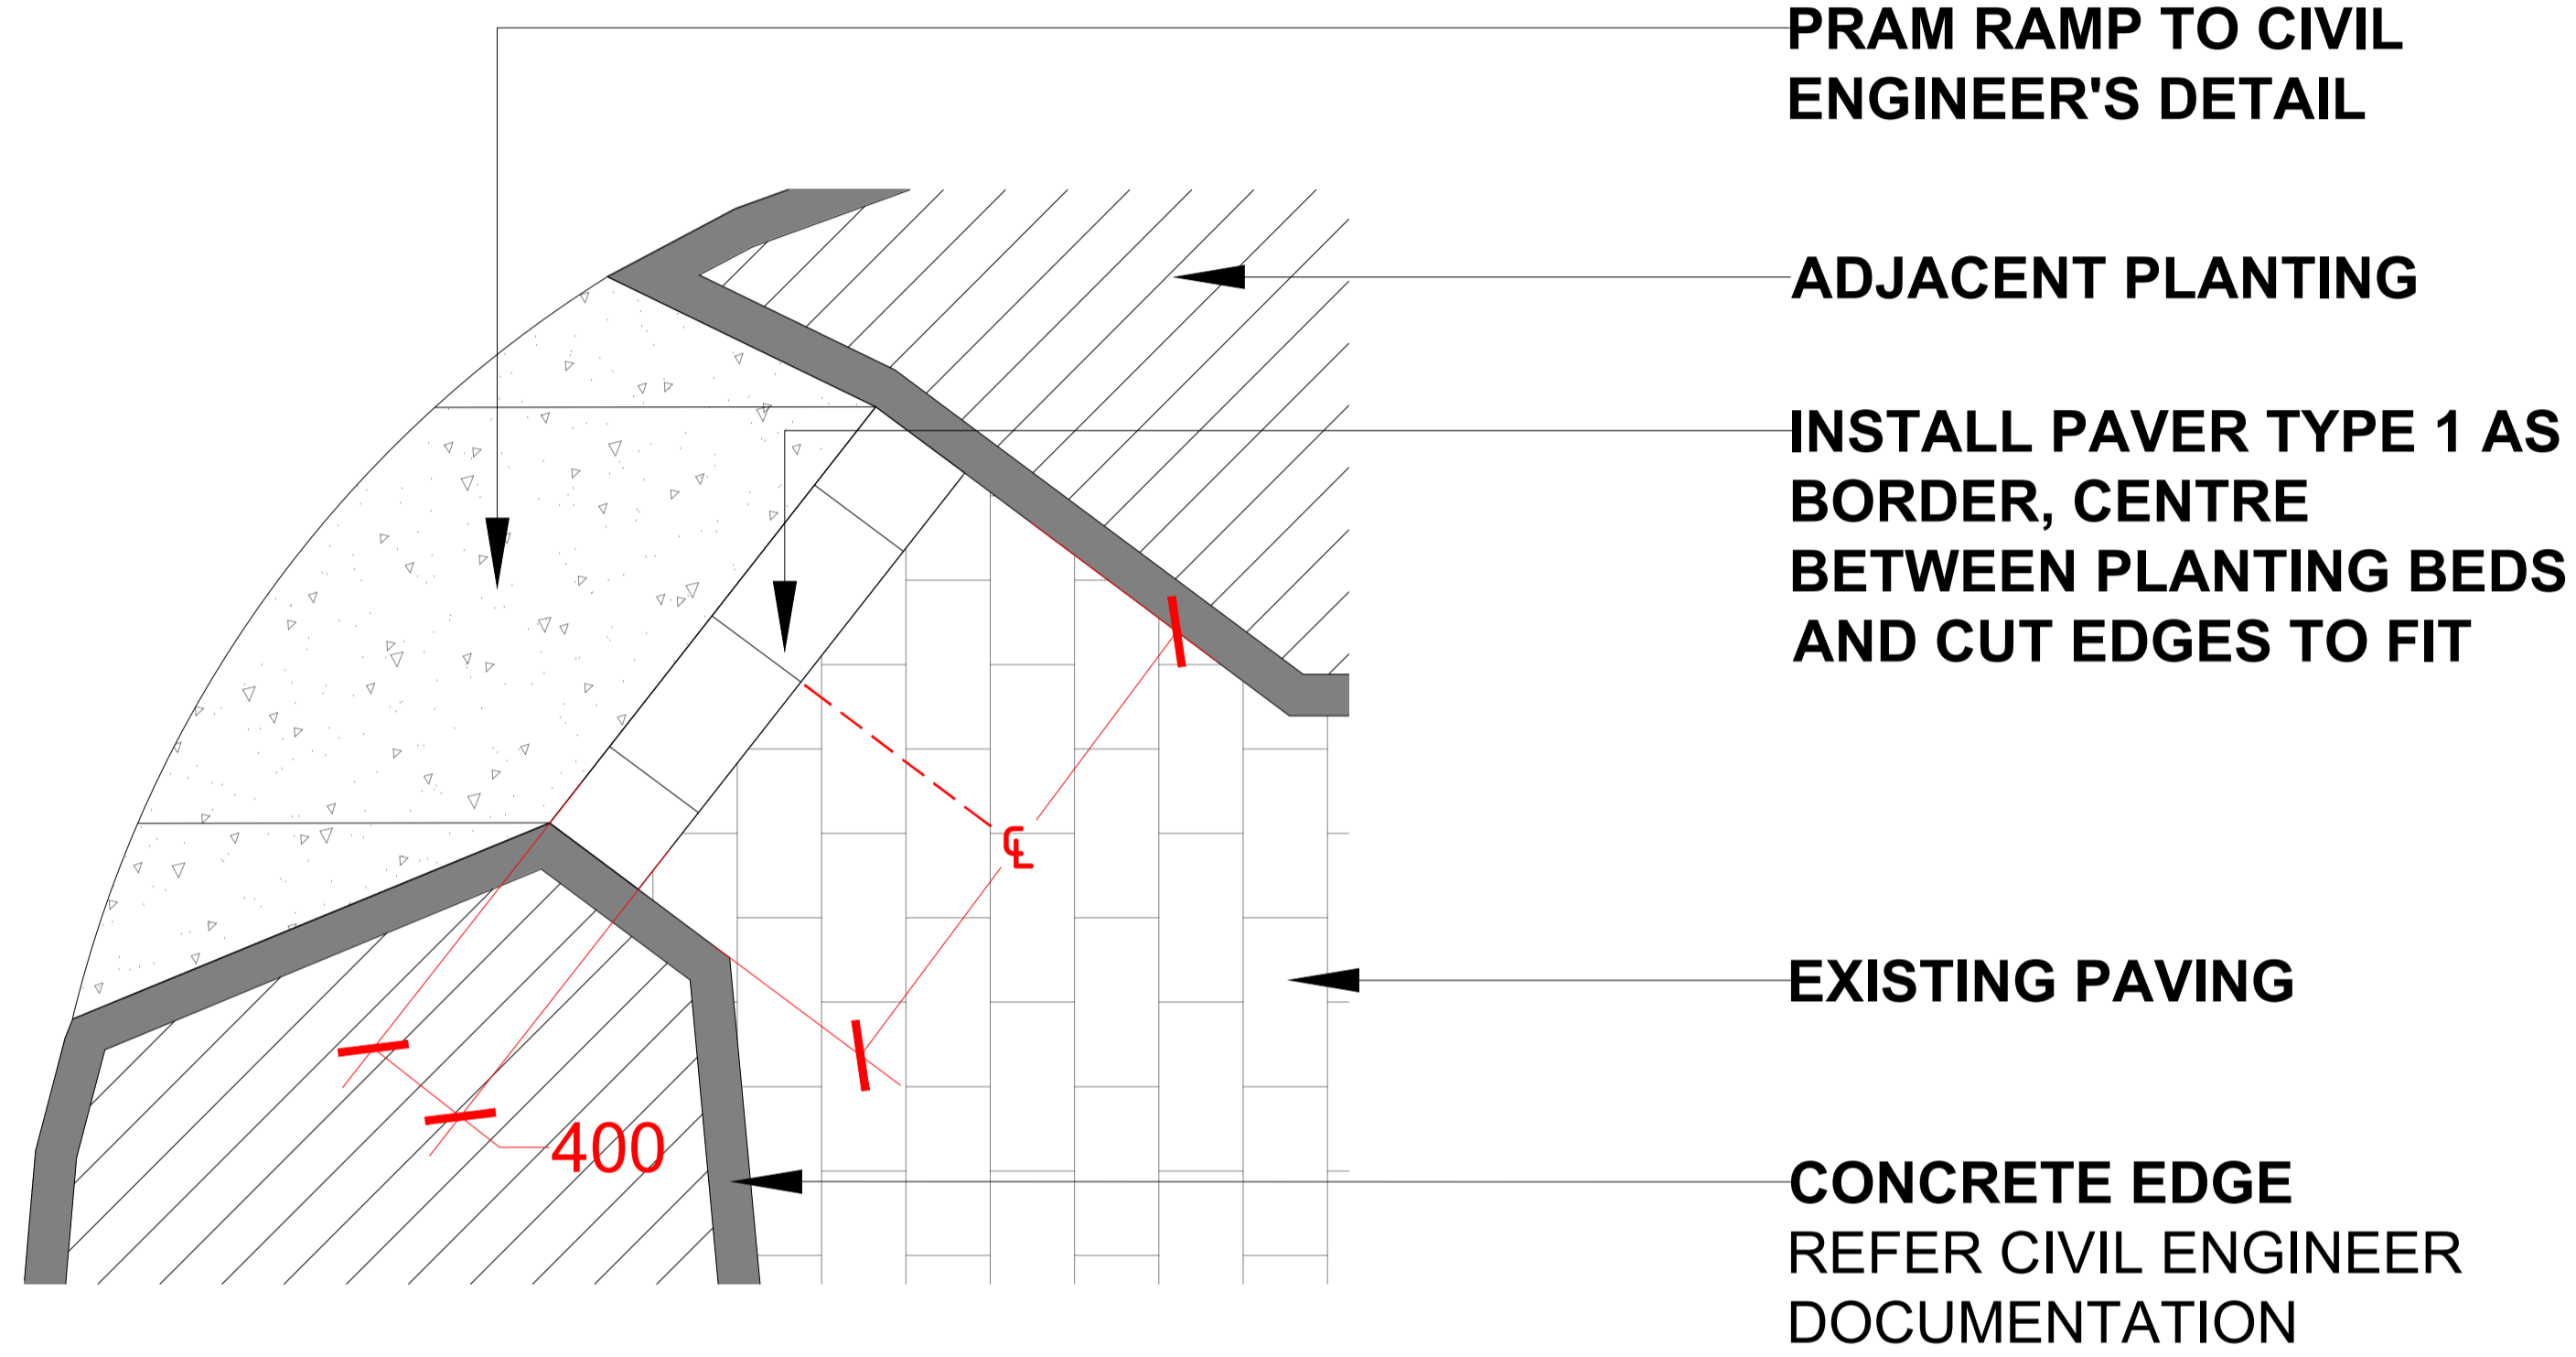 PRAM RAMP TO CIVIL
ENGINEER'S DETAIL
ADJACENT PLANTING
INSTALL PAVER TYPE 1 AS
BORDER, CENTRE
BETWEEN PLANTING BEDS
AND CUT EDGES TO FIT
℄
EXISTING PAVING
400
CONCRETE EDGE
REFER CIVIL ENGINEER
DOCUMENTATION